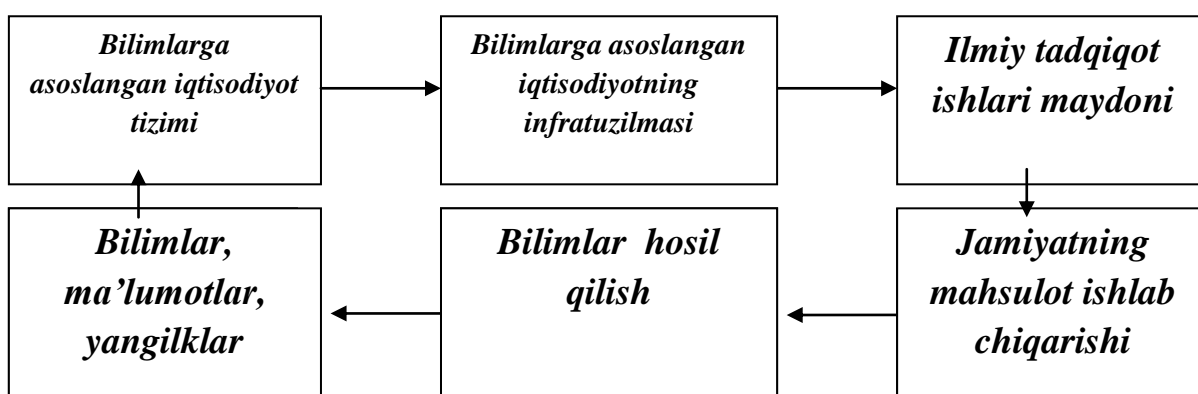 Bilimlarga
asoslangan iqtisodiyot
tizimi
Bilimlarga asoslangan
iqtisodiyotning
infratuzilmasi
Ilmiy tadqiqot
ishlari maydoni
Bilimlar,
ma’lumotlar,
yangilklar
Bilimlar hosil
qilish
Jamiyatning
mahsulot ishlab
chiqarishi